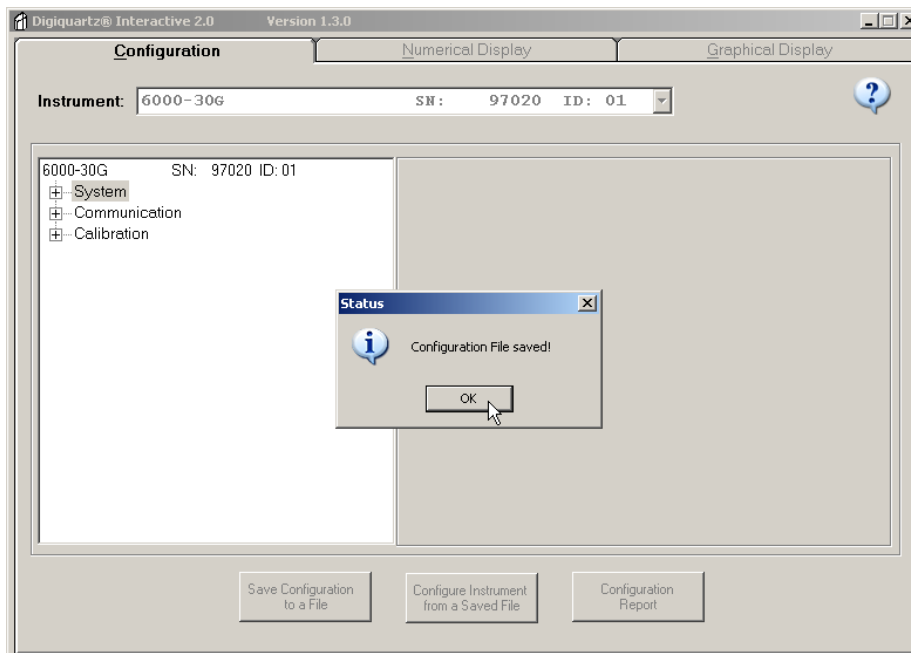 Digiquartz® Interactive 2.0 Version 1.3.0
Configuration Numerical Display Graphical Display
Instrument: 6000-30G SN: 97020 ID: 01
6000-30G SN: 97020 ID: 01
System
Communication
Calibration
Status
Configuration File saved!
OK
Save Configuration
to a File
Configure Instrument
from a Saved File
Configuration
Report